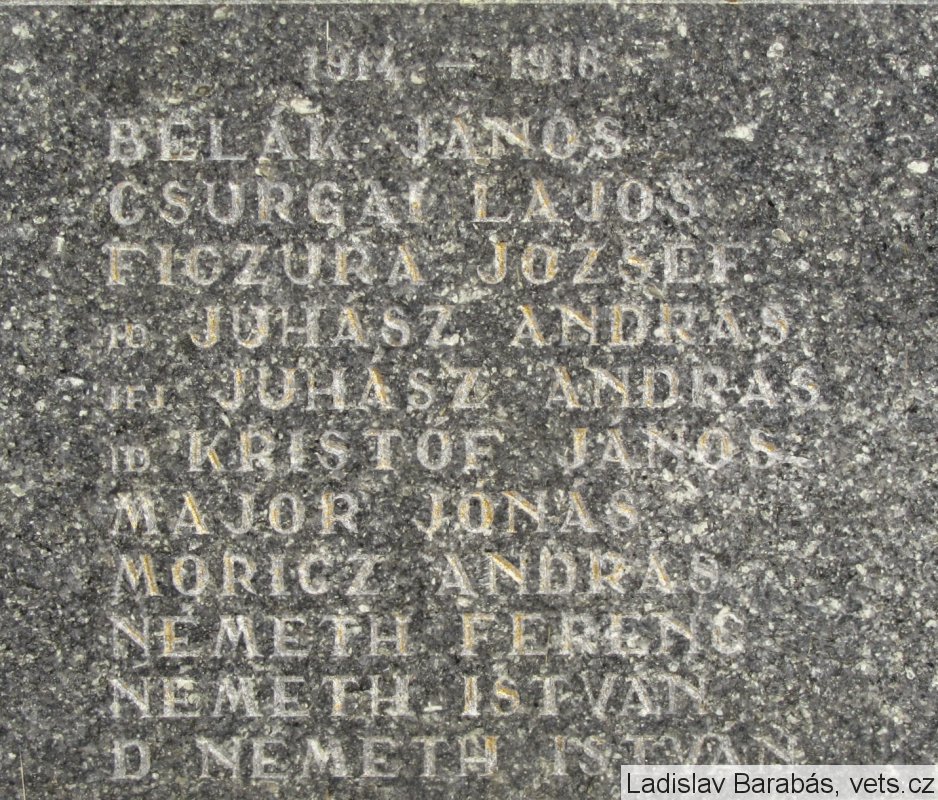 1914 – 1918
BELÁK JÁNOS
CSURGAI LAJOS
FICZURA JÓZSEF
ID JUHÁSZ ANDRÁS
IFJ JUHÁSZ ANDRÁS
ID KRISTÓF JÁNOS
MAJOR JÓNÁS
MÓRICZ ANDRÁS
NÉMETH FERENC
NÉMETH ISTVÁN
D NÉMETH ISTVÁN
Ladislav Barabás, vets.cz